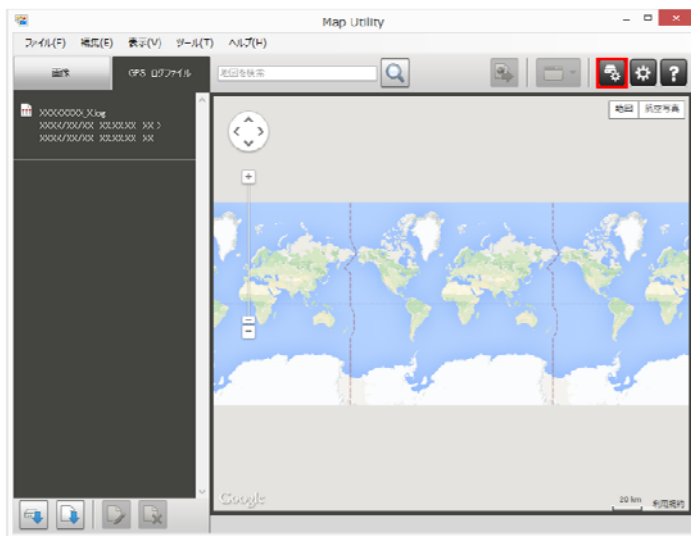 Map Utility
ファイル(F) 編集(E) 表示(V) ツール(T) ヘルプ(H)
画像 GPS ログファイル 地図を検索
地図 航空写真
XXXXXXXX_X.log
XXXX/XX/XX XX:XX:XX XX >
XXXX/XX/XX XX:XX:XX XX
Google
20 km 利用規約